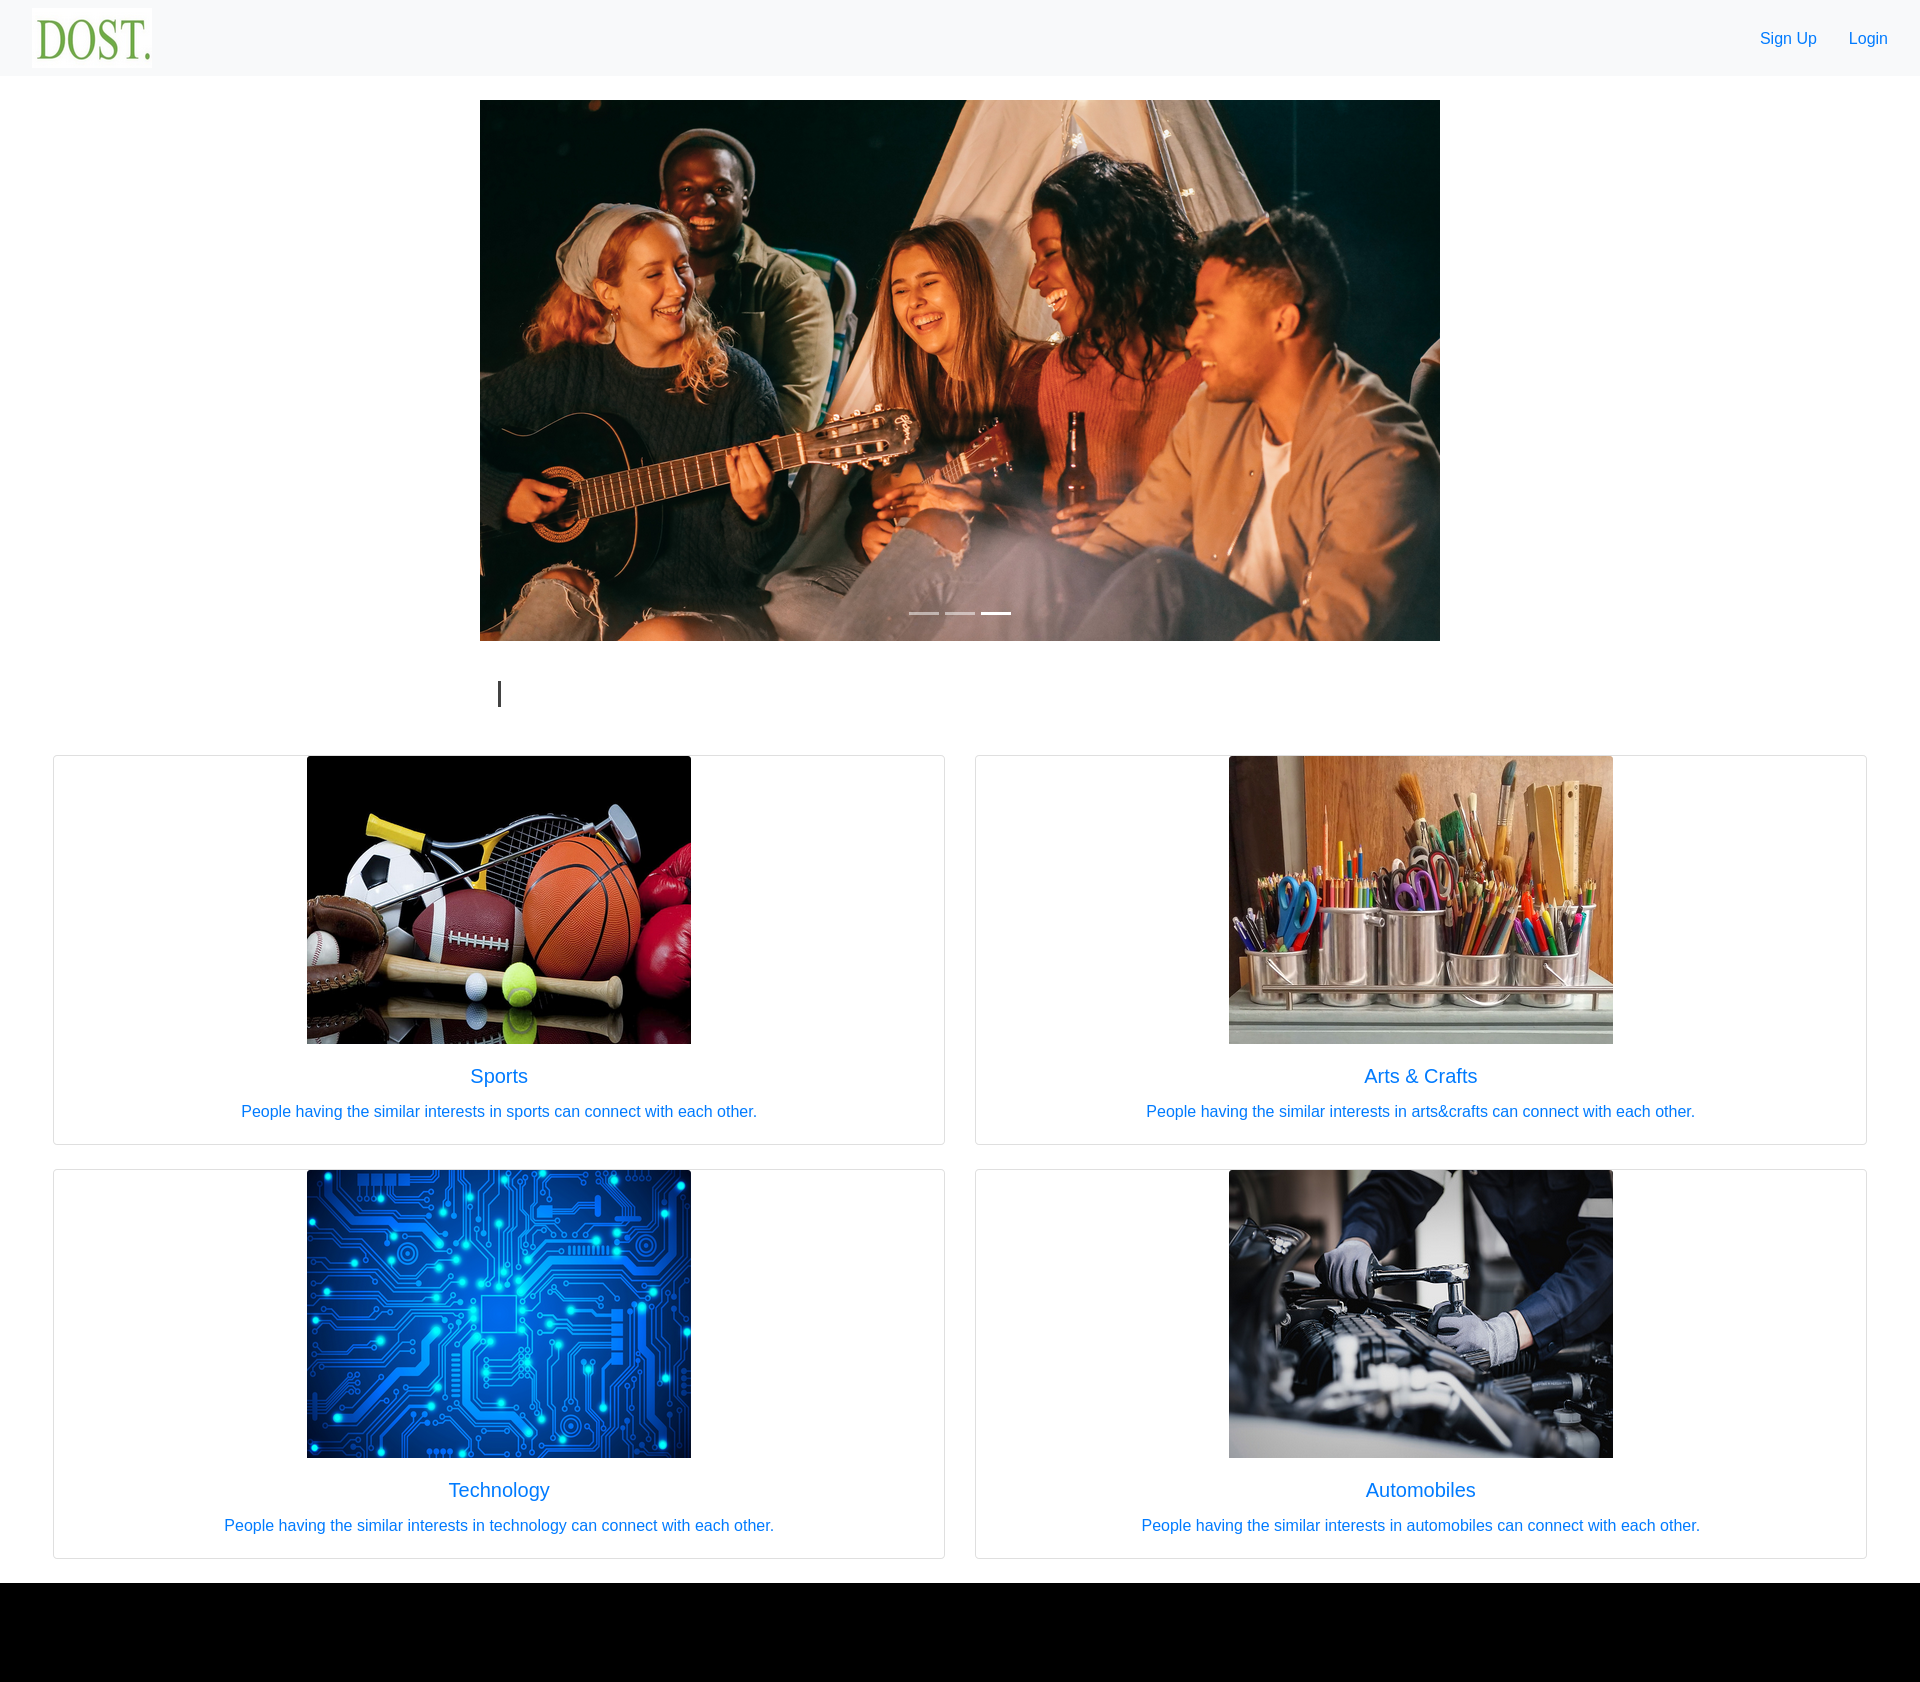 DOST.
Sign Up
Login
Sports
People having the similar interests in sports can connect with each other.
Arts & Crafts
People having the similar interests in arts&crafts can connect with each other.
Technology
People having the similar interests in technology can connect with each other.
Automobiles
People having the similar interests in automobiles can connect with each other.